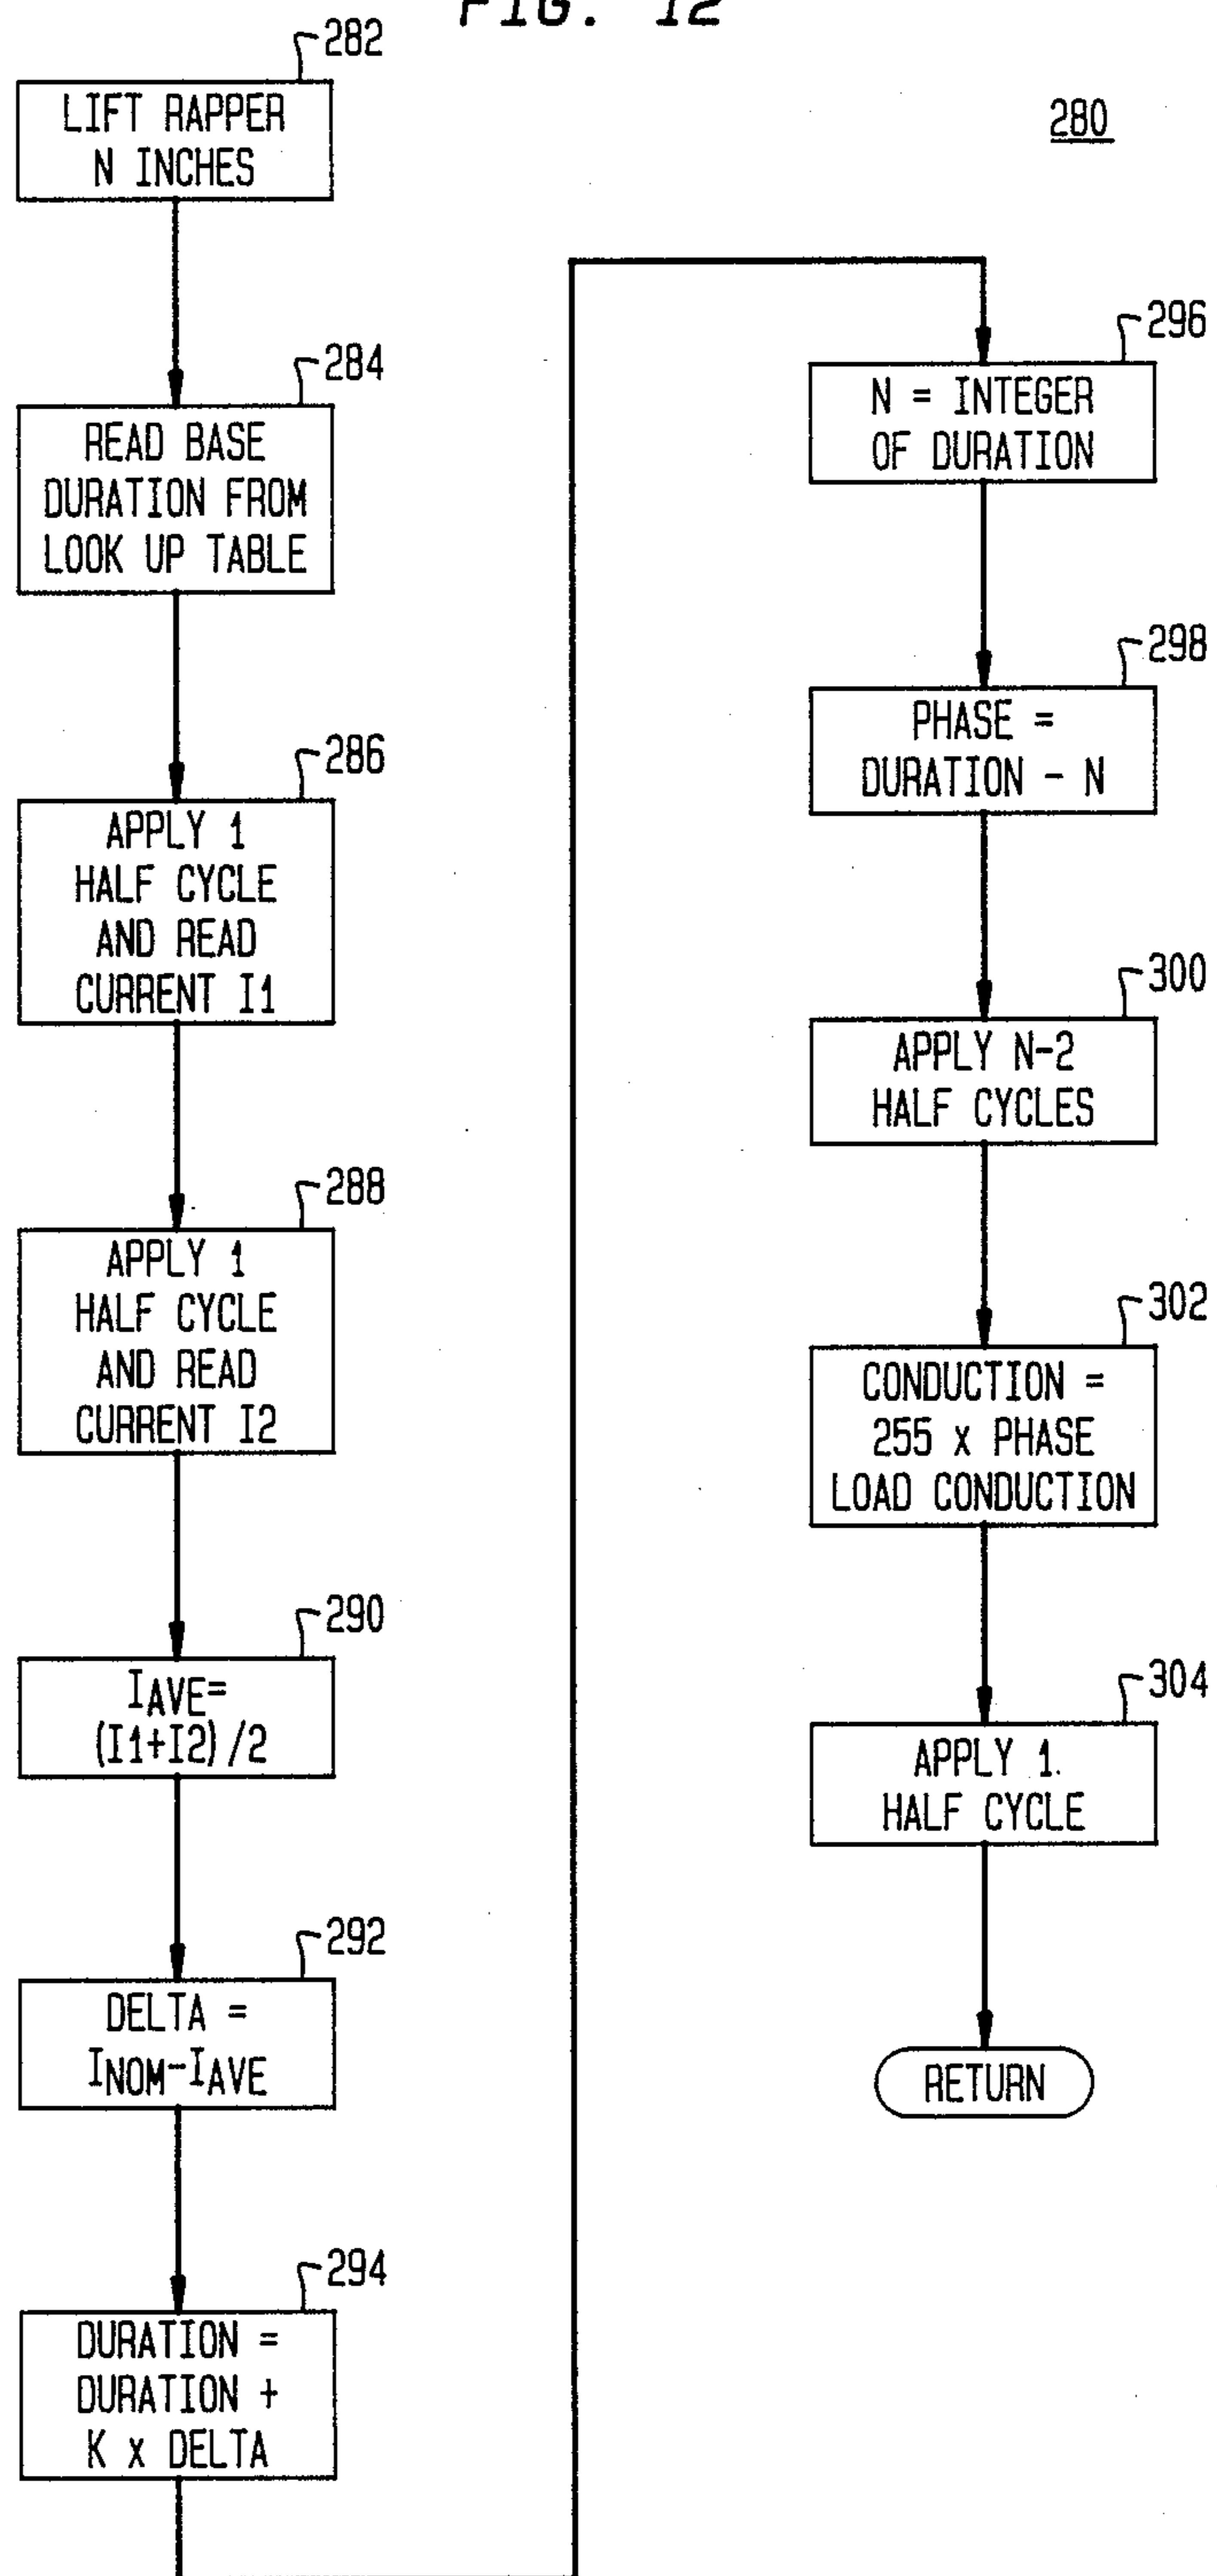 FIG. 12
280
282
LIFT RAPPER
N INCHES
284
READ BASE
DURATION FROM
LOOK UP TABLE
286
APPLY 1
HALF CYCLE
AND READ
CURRENT I1
288
APPLY 1
HALF CYCLE
AND READ
CURRENT I2
290
IAVE=
(I1+I2)/2
292
DELTA =
INOM-IAVE
294
DURATION =
DURATION +
K x DELTA
296
N = INTEGER
OF DURATION
298
PHASE =
DURATION - N
300
APPLY N-2
HALF CYCLES
302
CONDUCTION =
255 x PHASE
LOAD CONDUCTION
304
APPLY 1
HALF CYCLE
RETURN